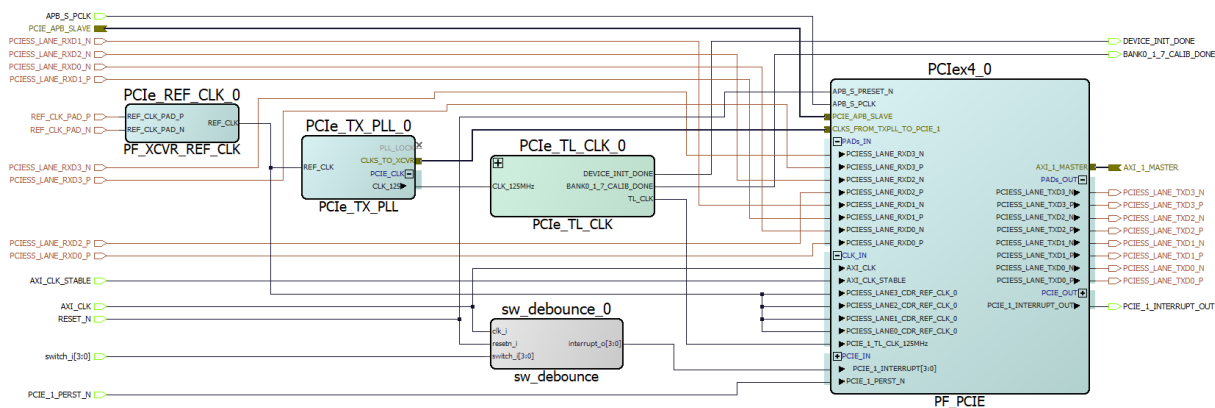 APB_S_PCLK
PCIE_APB_SLAVE
PCIESS_LANE_RXD1_N
PCIESS_LANE_RXD2_N
PCIESS_LANE_RXD0_N
PCIESS_LANE_RXD1_P
REF_CLK_PAD_P
REF_CLK_PAD_N
PCIESS_LANE_RXD3_N
PCIESS_LANE_RXD3_P
PCIESS_LANE_RXD2_P
PCIESS_LANE_RXD0_P
AXI_CLK_STABLE
AXI_CLK
RESET_N
switch_i[3:0]
PCIE_1_PERST_N
PCIe_REF_CLK_0
REF_CLK_PAD_P
REF_CLK_PAD_N
REF_CLK
PF_XCVR_REF_CLK
PCIe_TX_PLL_0
PLL_LOCK
CLKS_TO_XCVR
REF_CLK
PCIE_CLK
CLK_125
PCIe_TX_PLL
PCIe_TL_CLK_0
DEVICE_INIT_DONE
CLK_125MHz
BANK0_1_7_CALIB_DONE
TL_CLK
PCIe_TL_CLK
sw_debounce_0
clk_i
resetn_i
interrupt_o[3:0]
switch_i[3:0]
sw_debounce
PCIex4_0
APB_S_PRESET_N
APB_S_PCLK
PCIE_APB_SLAVE
CLKS_FROM_TXPLL_TO_PCIE_1
PADs_IN
PCIESS_LANE_RXD3_N
PCIESS_LANE_RXD3_P
PCIESS_LANE_RXD2_N
PCIESS_LANE_RXD2_P
PCIESS_LANE_RXD1_N
PCIESS_LANE_RXD1_P
PCIESS_LANE_RXD0_N
PCIESS_LANE_RXD0_P
CLK_IN
AXI_CLK
AXI_CLK_STABLE
PCIESS_LANE3_CDR_REF_CLK_0
PCIESS_LANE2_CDR_REF_CLK_0
PCIESS_LANE1_CDR_REF_CLK_0
PCIESS_LANE0_CDR_REF_CLK_0
PCIE_1_TL_CLK_125MHz
PCIE_IN
PCIE_1_INTERRUPT[3:0]
PCIE_1_PERST_N
AXI_1_MASTER
PADs_OUT
PCIESS_LANE_TXD3_N
PCIESS_LANE_TXD3_P
PCIESS_LANE_TXD2_N
PCIESS_LANE_TXD2_P
PCIESS_LANE_TXD1_N
PCIESS_LANE_TXD1_P
PCIESS_LANE_TXD0_N
PCIESS_LANE_TXD0_P
PCIE_OUT
PCIE_1_INTERRUPT_OUT
PF_PCIE
DEVICE_INIT_DONE
BANK0_1_7_CALIB_DONE
AXI_1_MASTER
PCIESS_LANE_TXD3_N
PCIESS_LANE_TXD3_P
PCIESS_LANE_TXD2_N
PCIESS_LANE_TXD2_P
PCIESS_LANE_TXD1_N
PCIESS_LANE_TXD1_P
PCIESS_LANE_TXD0_N
PCIESS_LANE_TXD0_P
PCIE_1_INTERRUPT_OUT